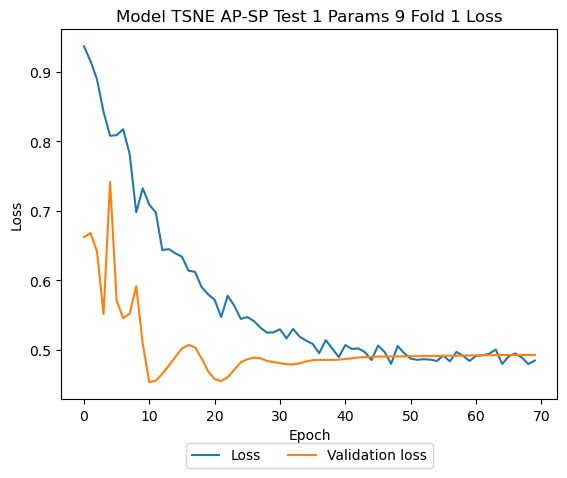 Model TSNE AP-SP Test 1 Params 9 Fold 1 Loss
Loss
0.9
0.8
0.7
0.6
0.5
0 10 20 30 40 50 60 70
Epoch
Loss Validation loss